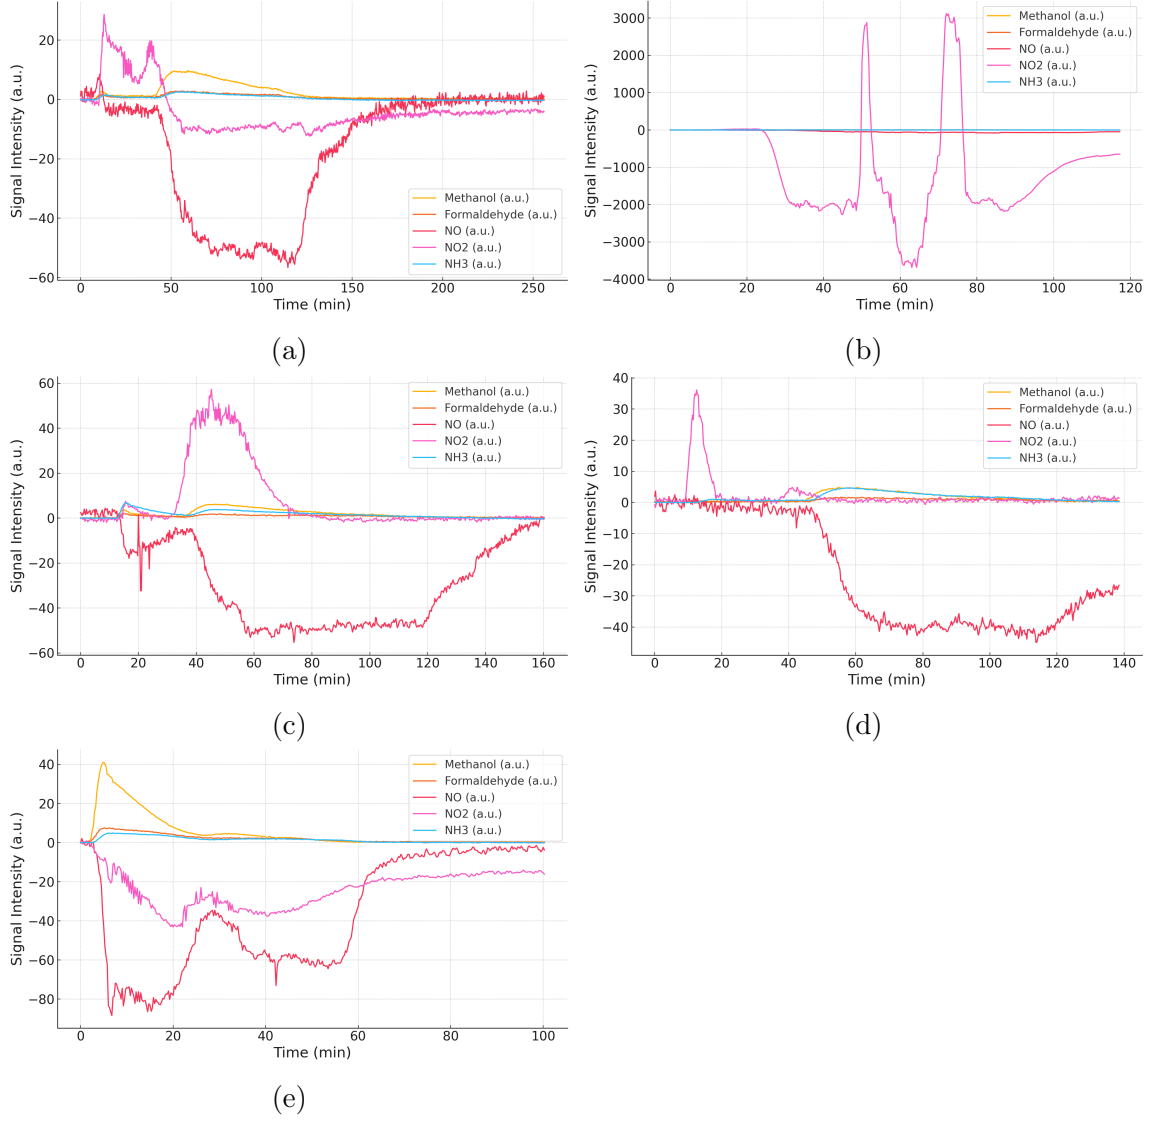 Signal Intensity (a.u.)
20
0
−20
−40
−60
Methanol (a.u.)
Formaldehyde (a.u.)
NO (a.u.)
NO2 (a.u.)
NH3 (a.u.)
0 50 100 150 200 250
Time (min)
(a)
Signal Intensity (a.u.)
3000
2000
1000
0
−1000
−2000
−3000
−4000
Methanol (a.u.)
Formaldehyde (a.u.)
NO (a.u.)
NO2 (a.u.)
NH3 (a.u.)
0 20 40 60 80 100 120
Time (min)
(b)
Signal Intensity (a.u.)
60
40
20
0
−20
−40
−60
Methanol (a.u.)
Formaldehyde (a.u.)
NO (a.u.)
NO2 (a.u.)
NH3 (a.u.)
0 20 40 60 80 100 120 140 160
Time (min)
(c)
Signal Intensity (a.u.)
40
30
20
10
0
−10
−20
−30
−40
Methanol (a.u.)
Formaldehyde (a.u.)
NO (a.u.)
NO2 (a.u.)
NH3 (a.u.)
0 20 40 60 80 100 120 140
Time (min)
(d)
Signal Intensity (a.u.)
40
20
0
−20
−40
−60
−80
Methanol (a.u.)
Formaldehyde (a.u.)
NO (a.u.)
NO2 (a.u.)
NH3 (a.u.)
0 20 40 60 80 100
Time (min)
(e)